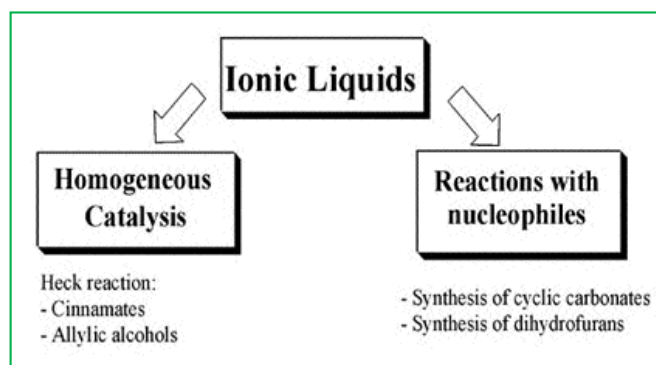 Ionic Liquids
Homogeneous
Catalysis
Heck reaction:
- Cinnamates
- Allylic alcohols
Reactions with
nucleophiles
- Synthesis of cyclic carbonates
- Synthesis of dihydrofurans